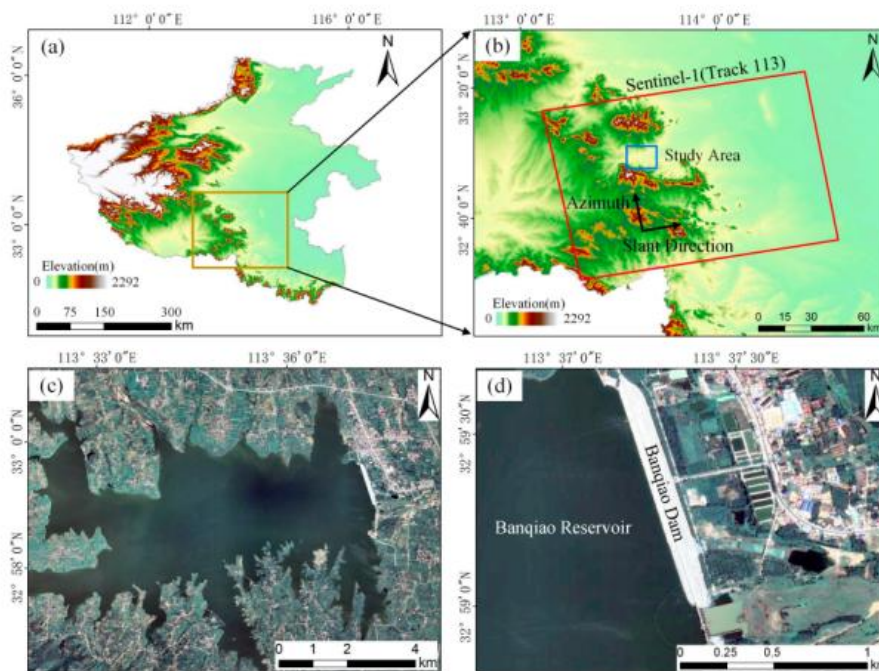 112° 0′0″E
116° 0′0″E
(a)
N
36° 0′0″N
33° 0′0″N
Elevation(m)
0
2292
0 75 150 300
km
113° 0′0″E
114° 0′0″E
(b)
N
Sentinel-1(Track 113)
33° 20′0″N
Study Area
Azimuth
32° 40′0″N
Slant Direction
Elevation(m)
0
2292
0 15 30 60
km
113° 33′0″E
113° 36′0″E
(c)
N
33° 0′0″N
32° 58′0″N
0 1 2 4
km
113° 37′0″E
113° 37′30″E
(d)
N
32° 59′30″N
Banqiao Dam
Banqiao Reservoir
32° 59′0″N
0 0.25 0.5 1
km